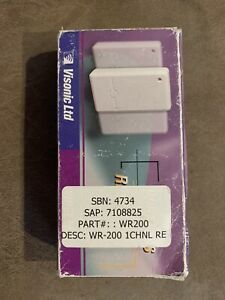 Visonic Ltd
SBN: 4734
SAP: 7108825
PART#: : WR200
DESC: WR-200 1CHNL RE